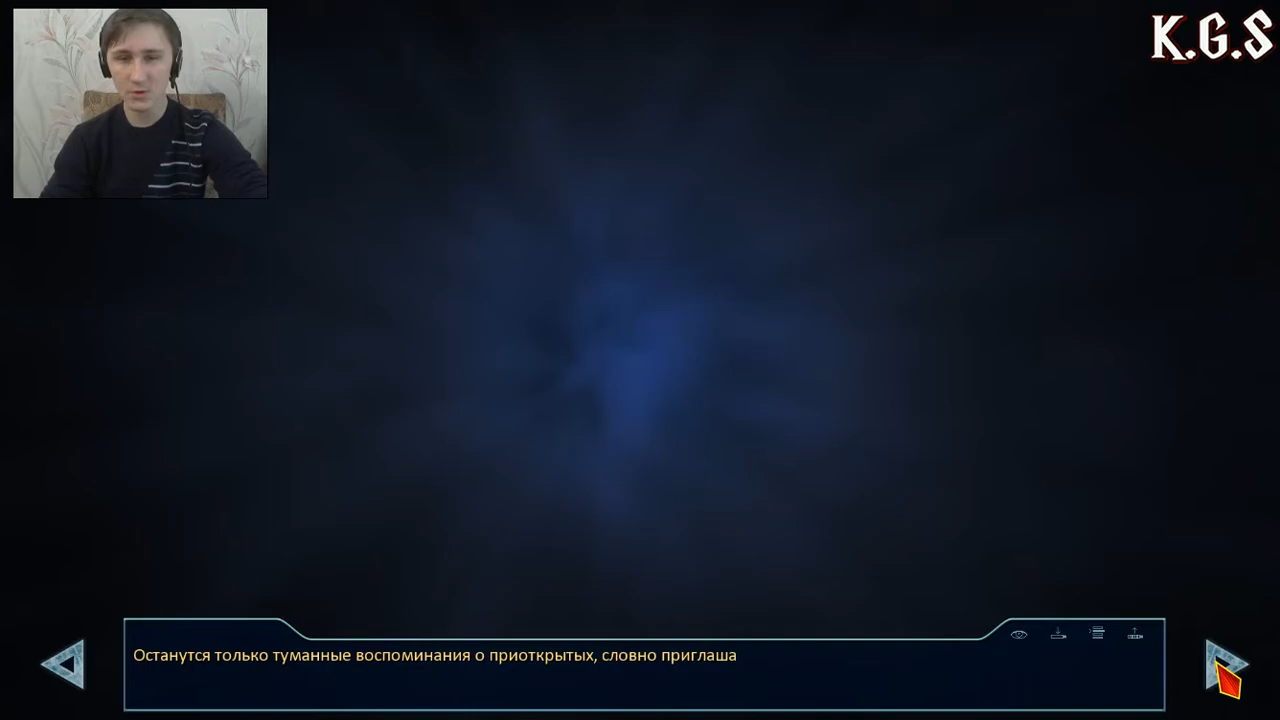 K.G.S
Останутся только туманные воспоминания о приоткрытых, словно приглаша